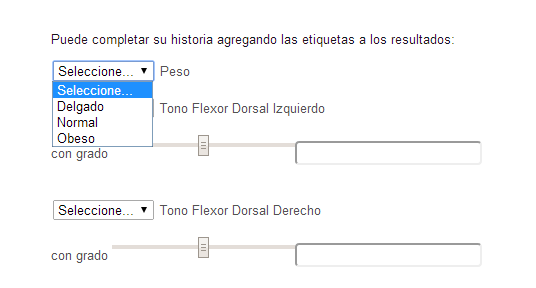 Puede completar su historia agregando las etiquetas a los resultados:
Seleccione... Peso
Seleccione...
Delgado
Tono Flexor Dorsal Izquierdo
Normal
Obeso
con grado
Seleccione... Tono Flexor Dorsal Derecho
con grado